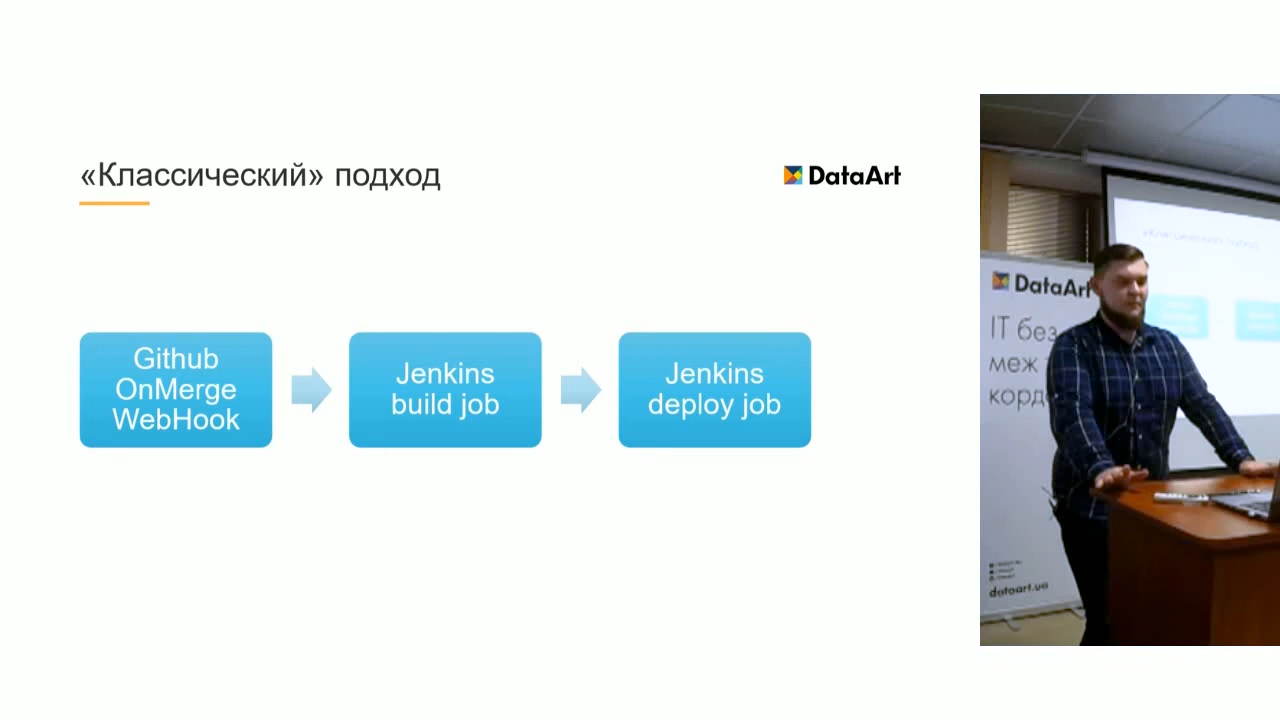 «Классический» подход
DataArt
Github
OnMerge
WebHook
Jenkins
build job
Jenkins
deploy job
DataArt
IT без
меж
корд
dataart.ua